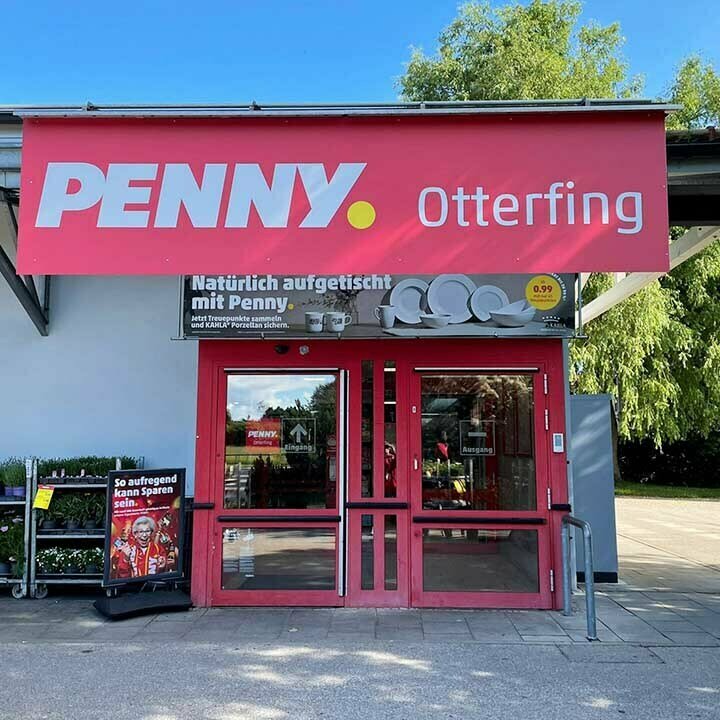 PENNY. Otterfing
Natürlich aufgetischt
mit Penny.
Jetzt Treuepunkte sammeln
und KAHLA® Porzellan sichern.
0.99
PENNY.
Otterfing
Eingang
Ausgang
So aufregend
kann Sparen
sein.